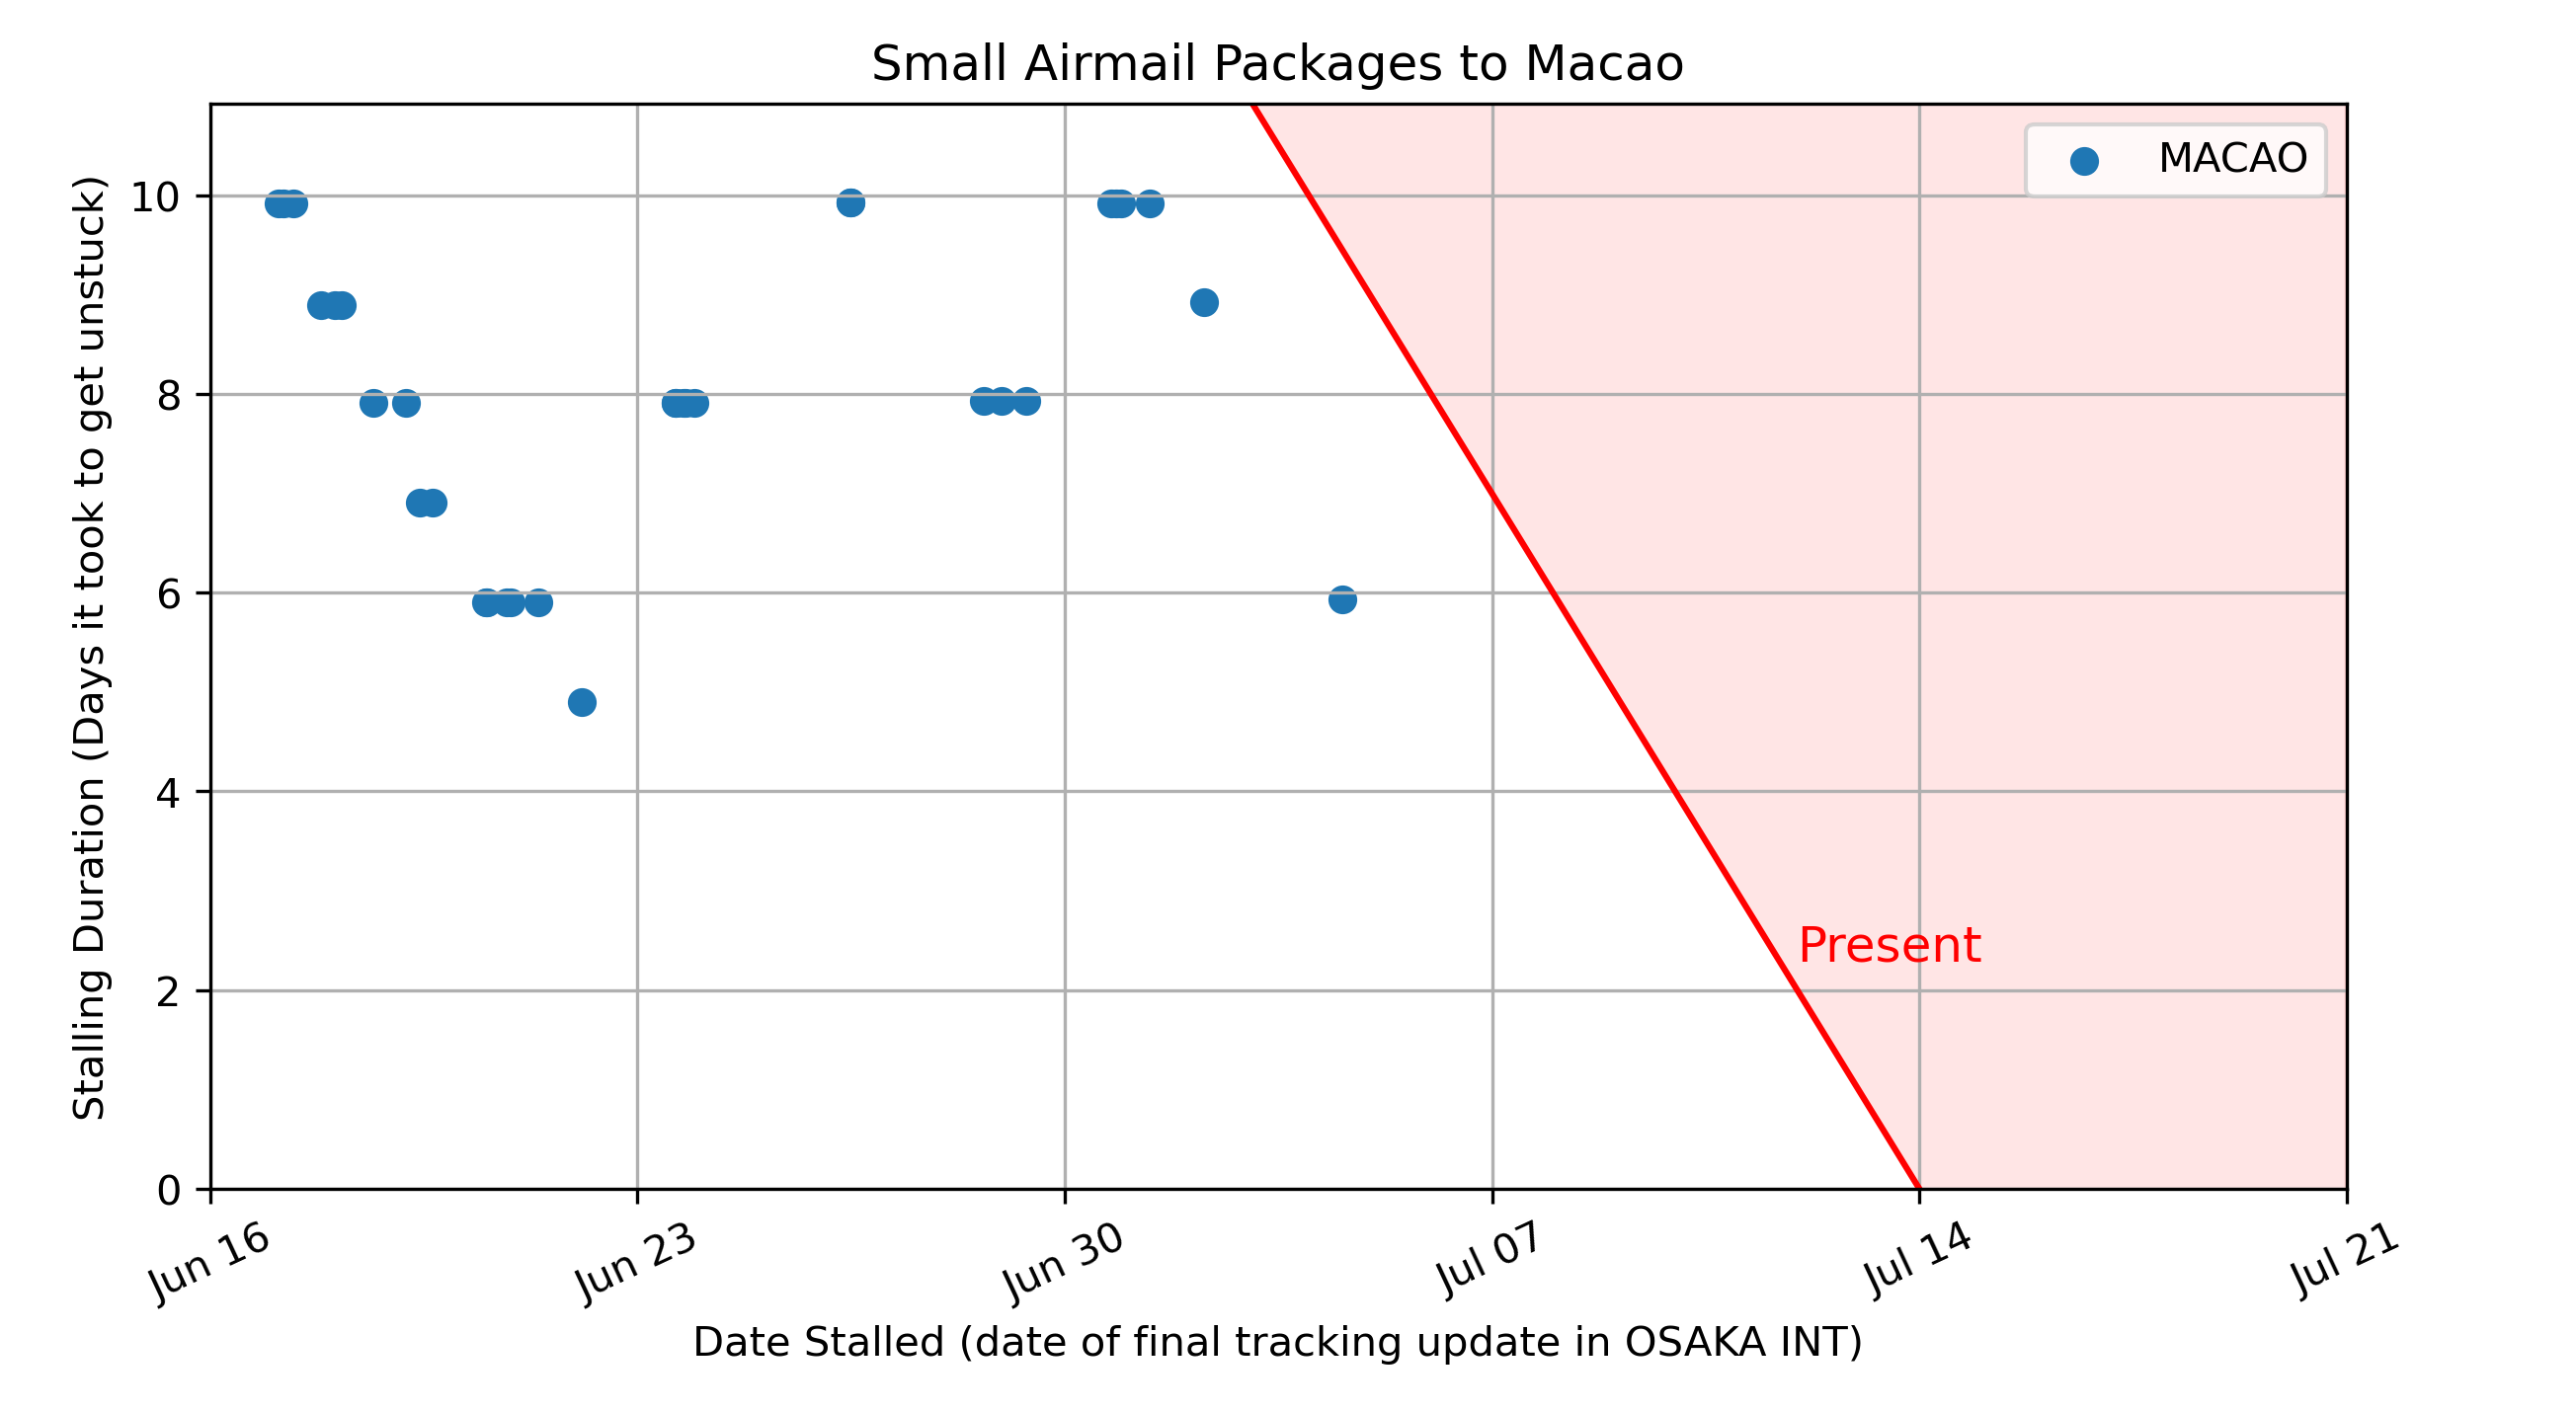 Small Airmail Packages to Macao
MACAO
Stalling Duration (Days it took to get unstuck)
10
8
6
4
2
0
Present
Jun 16
Jun 23
Jun 30
Jul 07
Jul 14
Jul 21
Date Stalled (date of final tracking update in OSAKA INT)